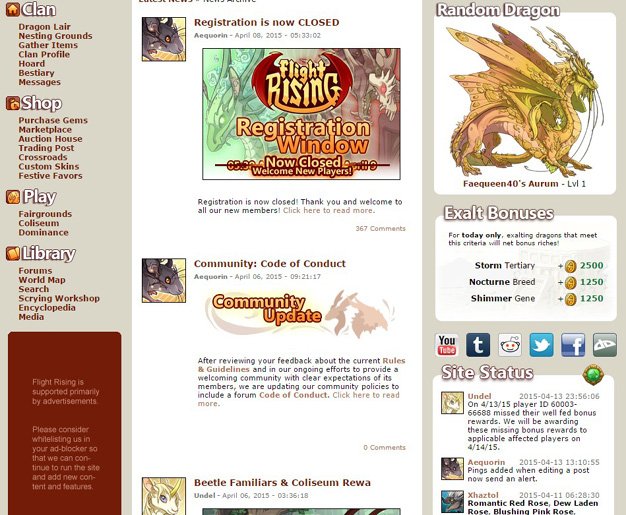 Clan
Dragon Lair
Nesting Grounds
Gather Items
Clan Profile
Hoard
Bestiary
Messages
Shop
Purchase Gems
Marketplace
Auction House
Trading Post
Crossroads
Custom Skins
Festive Favors
Play
Fairgrounds
Coliseum
Dominance
Library
Forums
World Map
Search
Scrying Workshop
Encyclopedia
Media
Flight Rising is
supported primarily
by advertisements.
Please consider
whitelisting us in
your ad-blocker so
that we can con-
tinue to run the site
and add new con-
tent and features.
Latest News » News Archive
Registration is now CLOSED
Aequorin - April 08, 2015 - 05:33:02
Flight
RISING
Registration
Window
Now Closed
Welcome New Players!
Registration is now closed! Thank you and welcome to
all our new members! Click here to read more.
367 Comments
Community: Code of Conduct
Aequorin - April 06, 2015 - 09:21:17
Community
Update
After reviewing your feedback about the current Rules
& Guidelines and in our ongoing efforts to provide a
welcoming community with clear expectations of its
members, we are updating our community policies to
include a forum Code of Conduct. Click here to read
more.
0 Comments
Beetle Familiars & Coliseum Rewa
Undel - April 06, 2015 - 03:36:18
Random Dragon
Faequeen40's Aurum - Lvl 1
Exalt Bonuses
For today only, exalting dragons that meet
this criteria will net bonus riches!
Storm Tertiary + 2500
Nocturne Breed + 1250
Shimmer Gene + 1250
You
Tube
t
f
Site Status
Undel 2015-04-13 23:56:06
On 4/13/15 player ID 60003-
66688 missed their well fed bonus
rewards. We will be awarding
these missing bonus rewards to
applicable affected players on
4/14/15.
Aequorin 2015-04-13 13:10:55
Pings added when editing a post
now send an alert.
Xhaztol 2015-04-11 06:28:30
Romantic Red Rose, Dew Laden
Rose, Blushing Pink Rose,